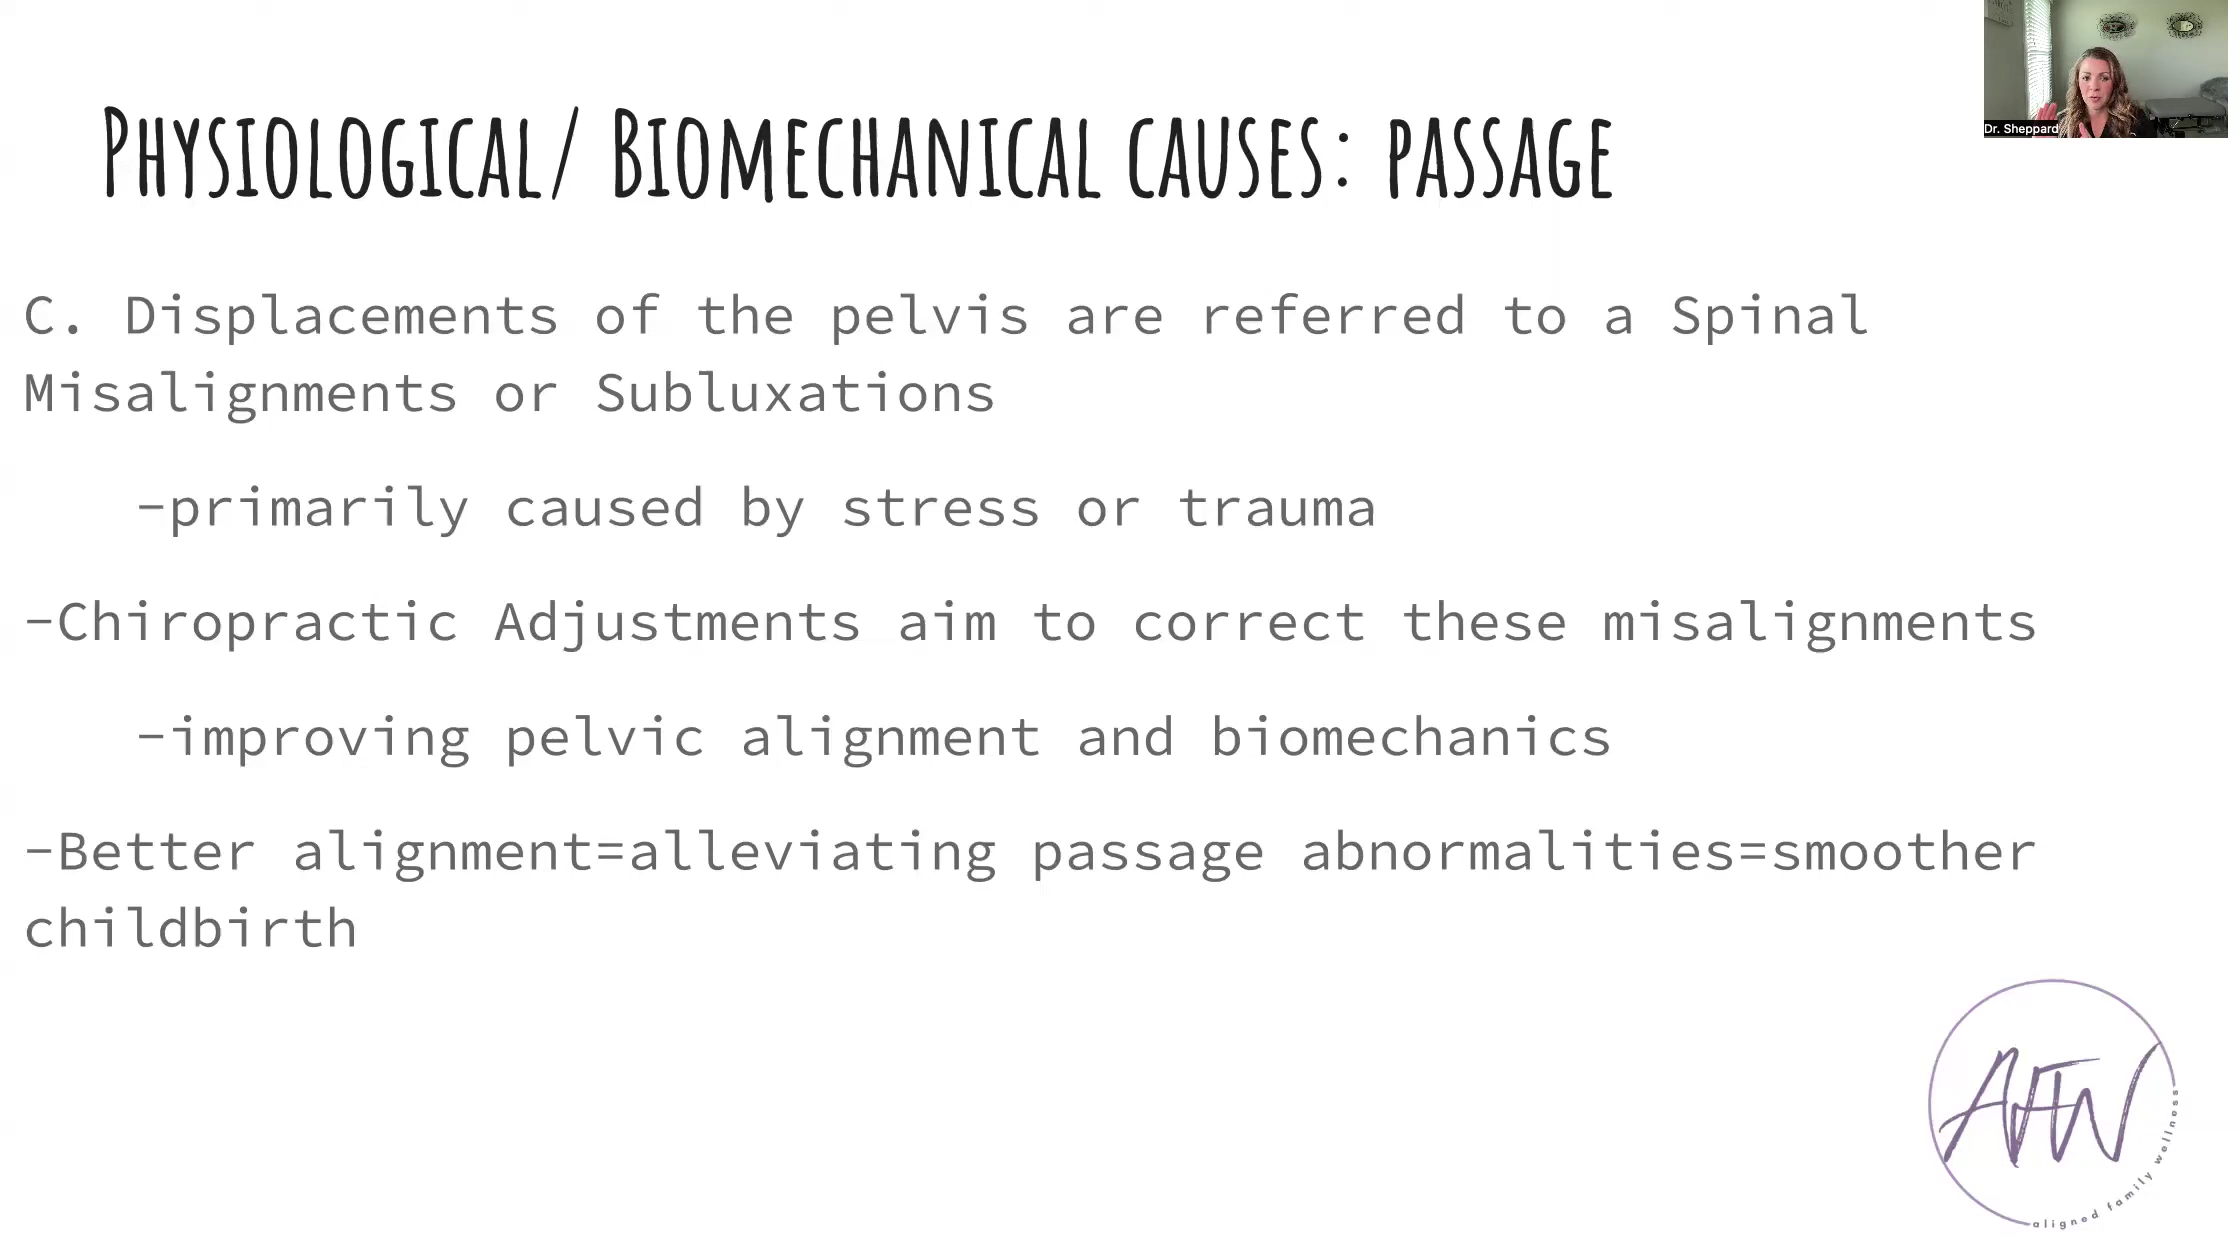 Dr. Sheppard
PHYSIOLOGICAL/ BIOMECHANICAL CAUSES: PASSAGE
C. Displacements of the pelvis are referred to a Spinal
Misalignments or Subluxations
-primarily caused by stress or trauma
-Chiropractic Adjustments aim to correct these misalignments
-improving pelvic alignment and biomechanics
-Better alignment=alleviating passage abnormalities=smoother
childbirth
AFW
aligned family wellness